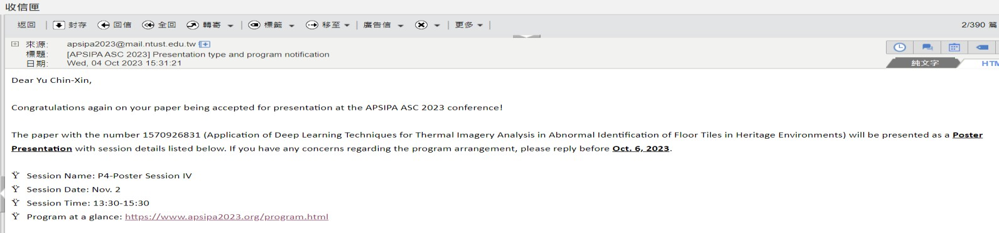 收信匣
返回 | 封存 回信 全回 轉寄 | 標籤 移至 | 廣告信 | 更多 | 2/390 篇
來源: apsipa2023@mail.ntust.edu.tw
標題: [APSIPA ASC 2023] Presentation type and program notification
日期: Wed, 04 Oct 2023 15:31:21
純文字 HTM
Dear Yu Chin-Xin,
Congratulations again on your paper being accepted for presentation at the APSIPA ASC 2023 conference!
The paper with the number 1570926831 (Application of Deep Learning Techniques for Thermal Imagery Analysis in Abnormal Identification of Floor Tiles in Heritage Environments) will be presented as a Poster
Presentation with session details listed below. If you have any concerns regarding the program arrangement, please reply before Oct. 6, 2023.
Ÿ Session Name: P4-Poster Session IV
Ÿ Session Date: Nov. 2
Ÿ Session Time: 13:30-15:30
Ÿ Program at a glance: https://www.apsipa2023.org/program.html